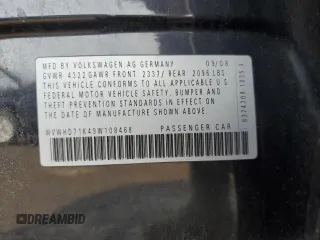 MFD. BY VOLKSWAGEN AG GERMANY 09/08
GVWR 4322 GAWR FRONT 2337/ REAR 2096 LBS
THIS VEHICLE CONFORMS TO ALL APPLICABLE U.S.
FEDERAL MOTOR VEHICLE SAFETY, BUMPER AND
THEFT PREVENTION STANDARDS IN EFFECT ON
THE DATE OF MANUFACTURE SHOWN ABOVE.
WVWHD71K49W108468 PASSENGER CAR
AUTOBIDMASTER